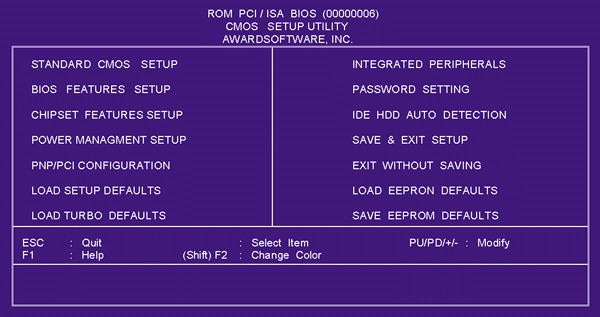 ROM PCI / ISA BIOS (00000006)
CMOS SETUP UTILITY
AWARDSOFTWARE, INC.
STANDARD CMOS SETUP
BIOS FEATURES SETUP
CHIPSET FEATURES SETUP
POWER MANAGMENT SETUP
PNP/PCI CONFIGURATION
LOAD SETUP DEFAULTS
LOAD TURBO DEFAULTS
INTEGRATED PERIPHERALS
PASSWORD SETTING
IDE HDD AUTO DETECTION
SAVE & EXIT SETUP
EXIT WITHOUT SAVING
LOAD EEPRON DEFAULTS
SAVE EEPROM DEFAULTS
ESC : Quit : Select Item PU/PD/+/- : Modify
F1 : Help (Shift) F2 : Change Color